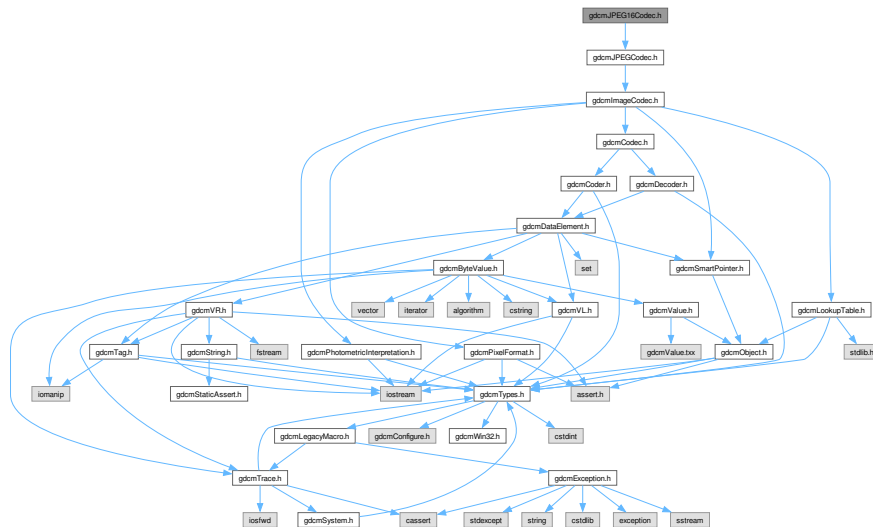 gdcmJPEG16Codec.h
gdcmJPEGCodec.h
gdcmImageCodec.h
gdcmCodec.h
gdcmCoder.h
gdcmDecoder.h
gdcmDataElement.h
gdcmByteValue.h
set
gdcmSmartPointer.h
gdcmVR.h
vector
iterator
algorithm
cstring
gdcmVL.h
gdcmValue.h
gdcmLookupTable.h
gdcmTag.h
gdcmString.h
fstream
gdcmPhotometricInterpretation.h
gdcmPixelFormat.h
gdcmValue.txx
gdcmObject.h
stdlib.h
iomanip
gdcmStaticAssert.h
iostream
gdcmTypes.h
assert.h
gdcmLegacyMacro.h
gdcmConfigure.h
gdcmWin32.h
cstdint
gdcmTrace.h
gdcmException.h
iosfwd
gdcmSystem.h
cassert
stdexcept
string
cstdlib
exception
sstream